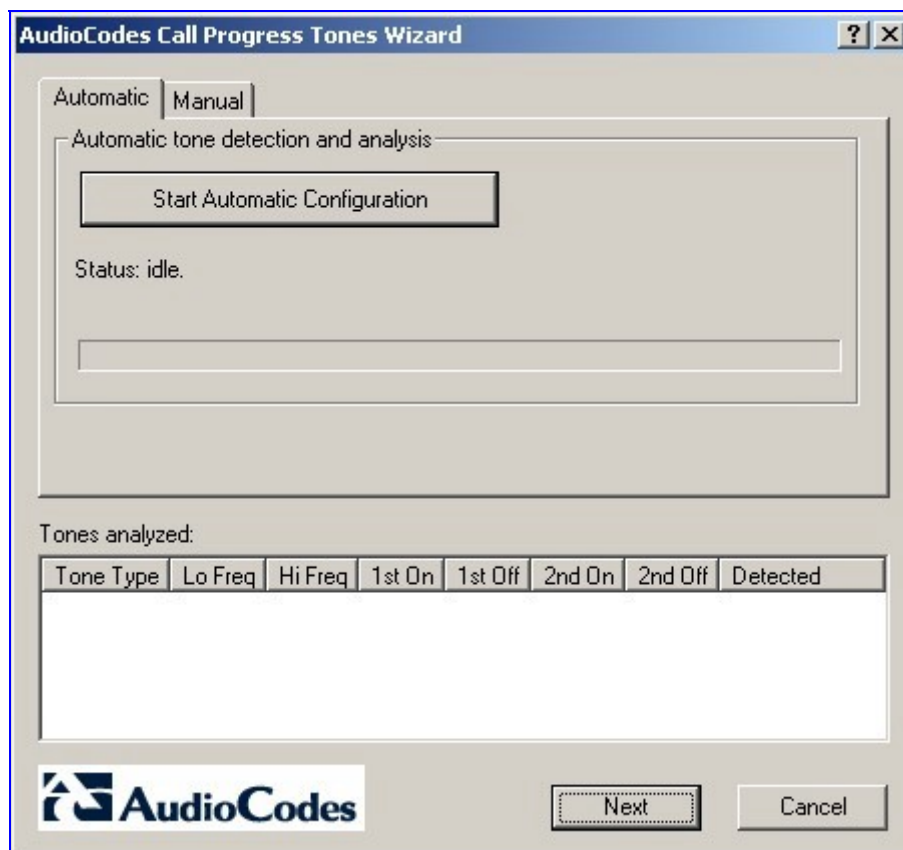 AudioCodes Call Progress Tones Wizard
Automatic Manual
Automatic tone detection and analysis
Start Automatic Configuration
Status: idle.
Tones analyzed:
Tone Type Lo Freq Hi Freq 1st On 1st Off 2nd On 2nd Off Detected
AudioCodes Next Cancel